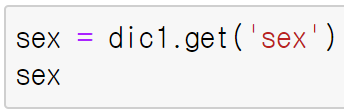 sex = dic1.get('sex')
sex